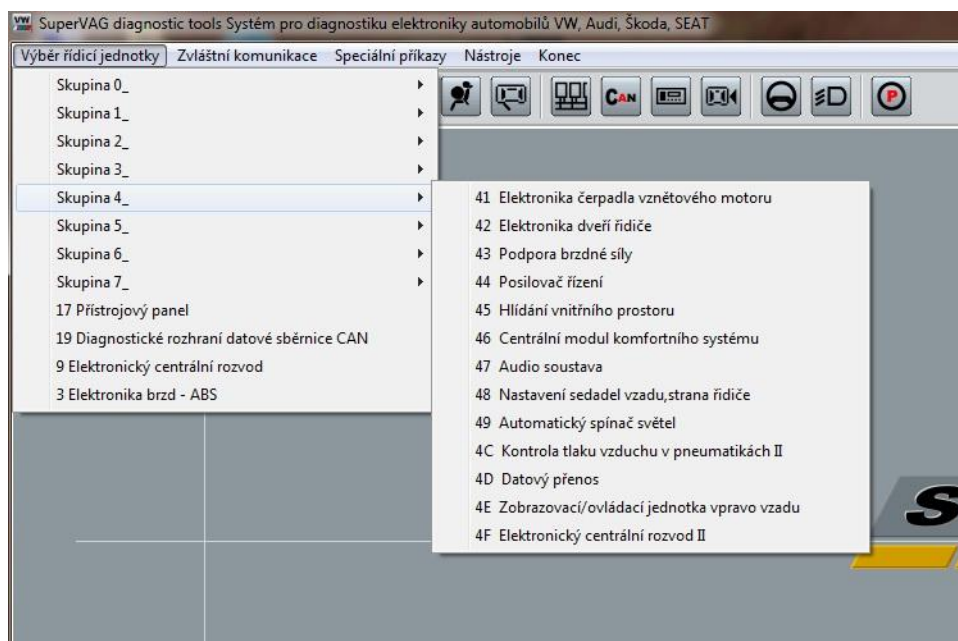 SuperVAG diagnostic tools Systém pro diagnostiku elektroniky automobilů VW, Audi, Škoda, SEAT
Výběr řídicí jednotky Zvláštní komunikace Speciální příkazy Nástroje Konec
CAN
P
Skupina 0_
Skupina 1_
Skupina 2_
Skupina 3_
Skupina 4_
Skupina 5_
Skupina 6_
Skupina 7_
17 Přístrojový panel
19 Diagnostické rozhraní datové sběrnice CAN
9 Elektronický centrální rozvod
3 Elektronika brzd - ABS
41 Elektronika čerpadla vznětového motoru
42 Elektronika dveří řidiče
43 Podpora brzdné síly
44 Posilovač řízení
45 Hlídání vnitřního prostoru
46 Centrální modul komfortního systému
47 Audio soustava
48 Nastavení sedadel vzadu,strana řidiče
49 Automatický spínač světel
4C Kontrola tlaku vzduchu v pneumatikách II
4D Datový přenos
4E Zobrazovací/ovládací jednotka vpravo vzadu
4F Elektronický centrální rozvod II
S